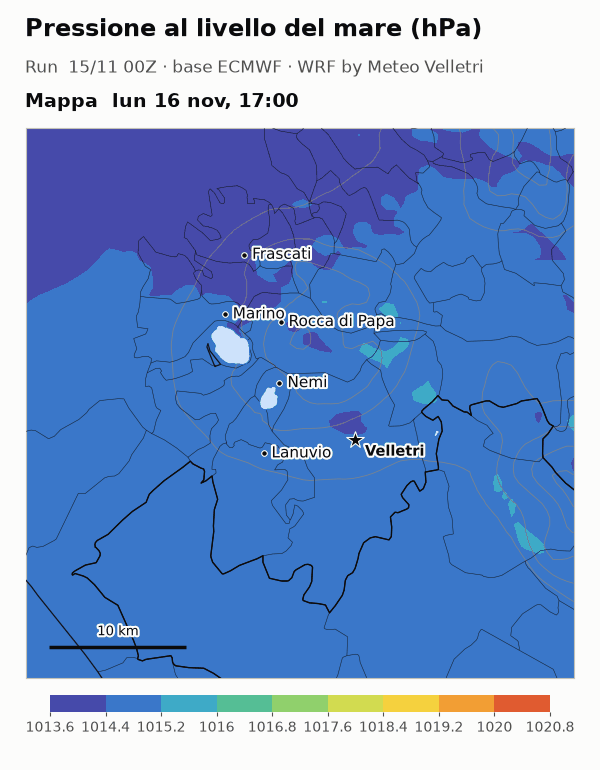 Pressione al livello del mare (hPa)
Run  15/11 00Z · base ECMWF · WRF by Meteo Velletri
Mappa  lun 16 nov, 17:00
Frascati
Marino
Rocca di Papa
Nemi
Velletri
Lanuvio
10 km
1013.6 1014.4 1015.2 1016 1016.8 1017.6 1018.4 1019.2 1020 1020.8